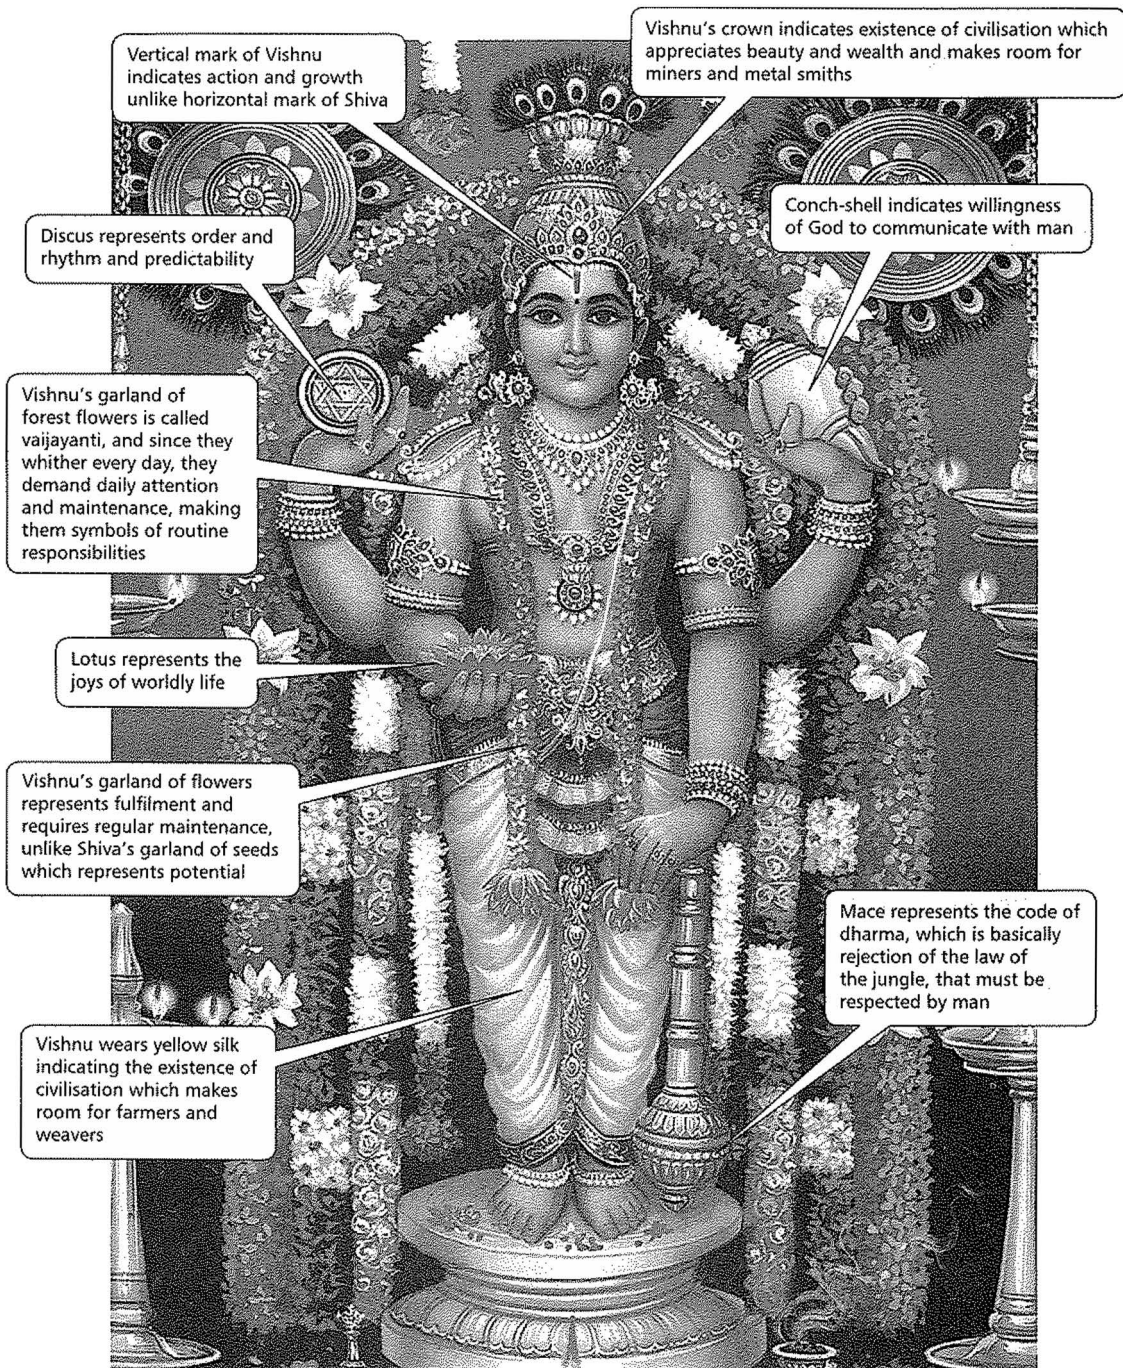 Vishnu's crown indicates existence of civilisation which
appreciates beauty and wealth and makes room for
miners and metal smiths
Vertical mark of Vishnu
indicates action and growth
unlike horizontal mark of Shiva
Conch-shell indicates willingness
of God to communicate with man
Discus represents order and
rhythm and predictability
Vishnu's garland of
forest flowers is called
vaijayanti, and since they
whither every day, they
demand daily attention
and maintenance, making
them symbols of routine
responsibilities
Lotus represents the
joys of worldly life
Vishnu's garland of flowers
represents fulfilment and
requires regular maintenance,
unlike Shiva's garland of seeds
which represents potential
Mace represents the code of
dharma, which is basically
rejection of the law of
the jungle, that must be
respected by man
Vishnu wears yellow silk
indicating the existence of
civilisation which makes
room for farmers and
weavers